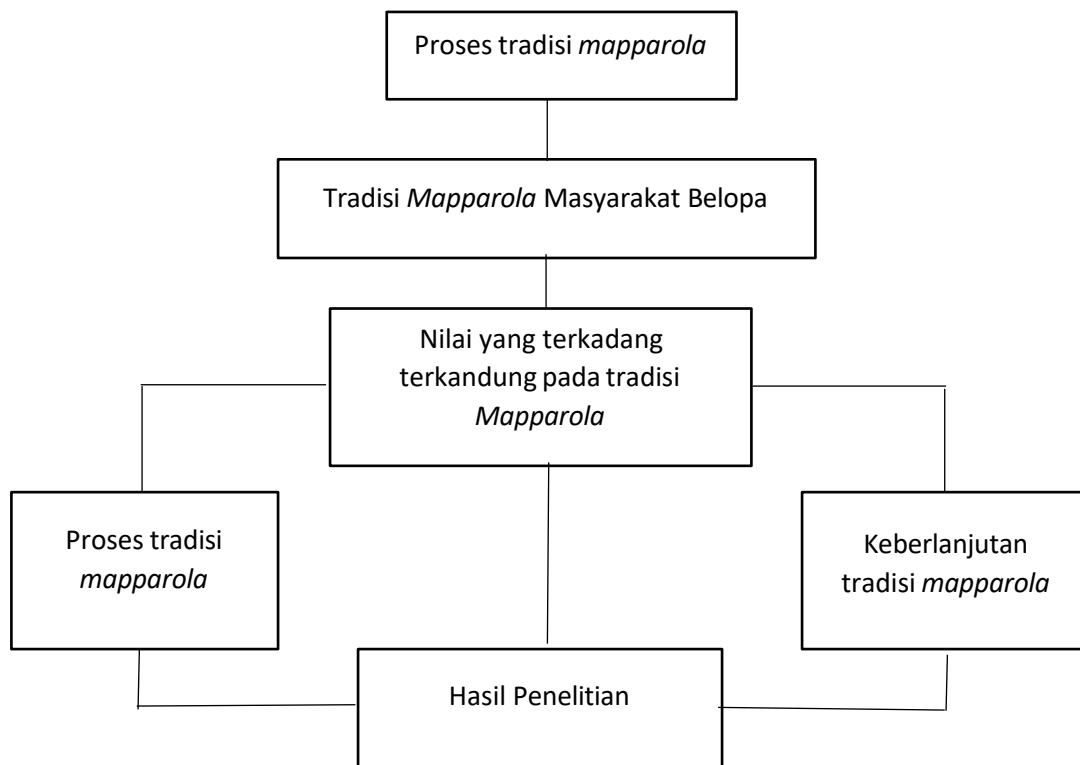 Proses tradisi mapparola
Tradisi Mapparola Masyarakat Belopa
Nilai yang terkadang
terkandung pada tradisi
Mapparola
Proses tradisi
mapparola
Keberlanjutan
tradisi mapparola
Hasil Penelitian